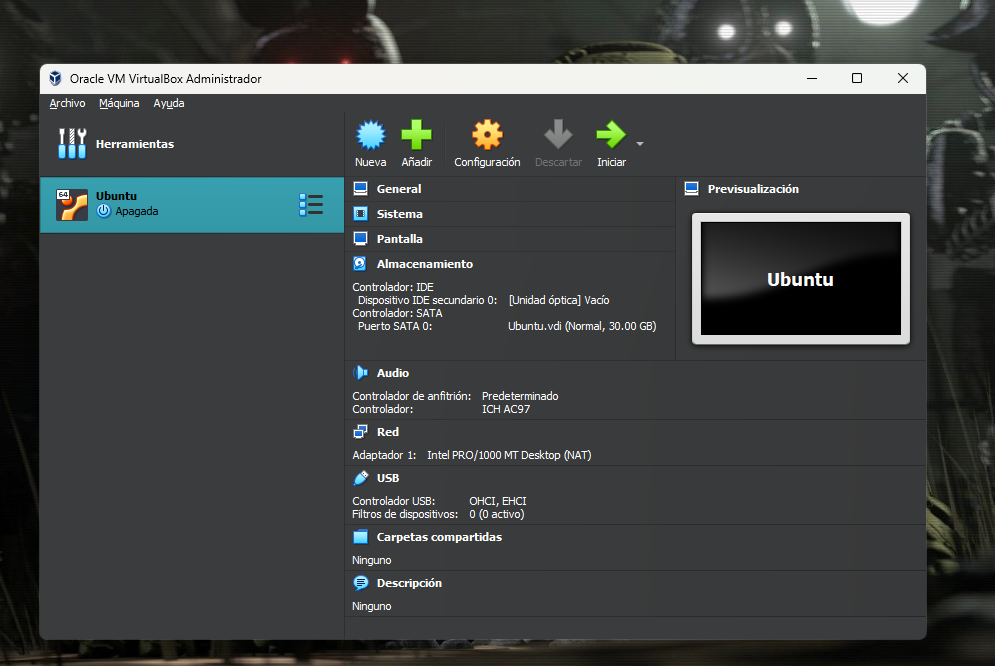 Oracle VM VirtualBox Administrador
Archivo Máquina Ayuda
Herramientas
Nueva Añadir Configuración Descartar Iniciar
64
Ubuntu
Apagada
General
Sistema
Pantalla
Almacenamiento
Controlador: IDE
Dispositivo IDE secundario 0: [Unidad óptica] Vacío
Controlador: SATA
Puerto SATA 0: Ubuntu.vdi (Normal, 30.00 GB)
Previsualización
Ubuntu
Audio
Controlador de anfitrión: Predeterminado
Controlador: ICH AC97
Red
Adaptador 1: Intel PRO/1000 MT Desktop (NAT)
USB
Controlador USB: OHCI, EHCI
Filtros de dispositivos: 0 (0 activo)
Carpetas compartidas
Ninguno
Descripción
Ninguno